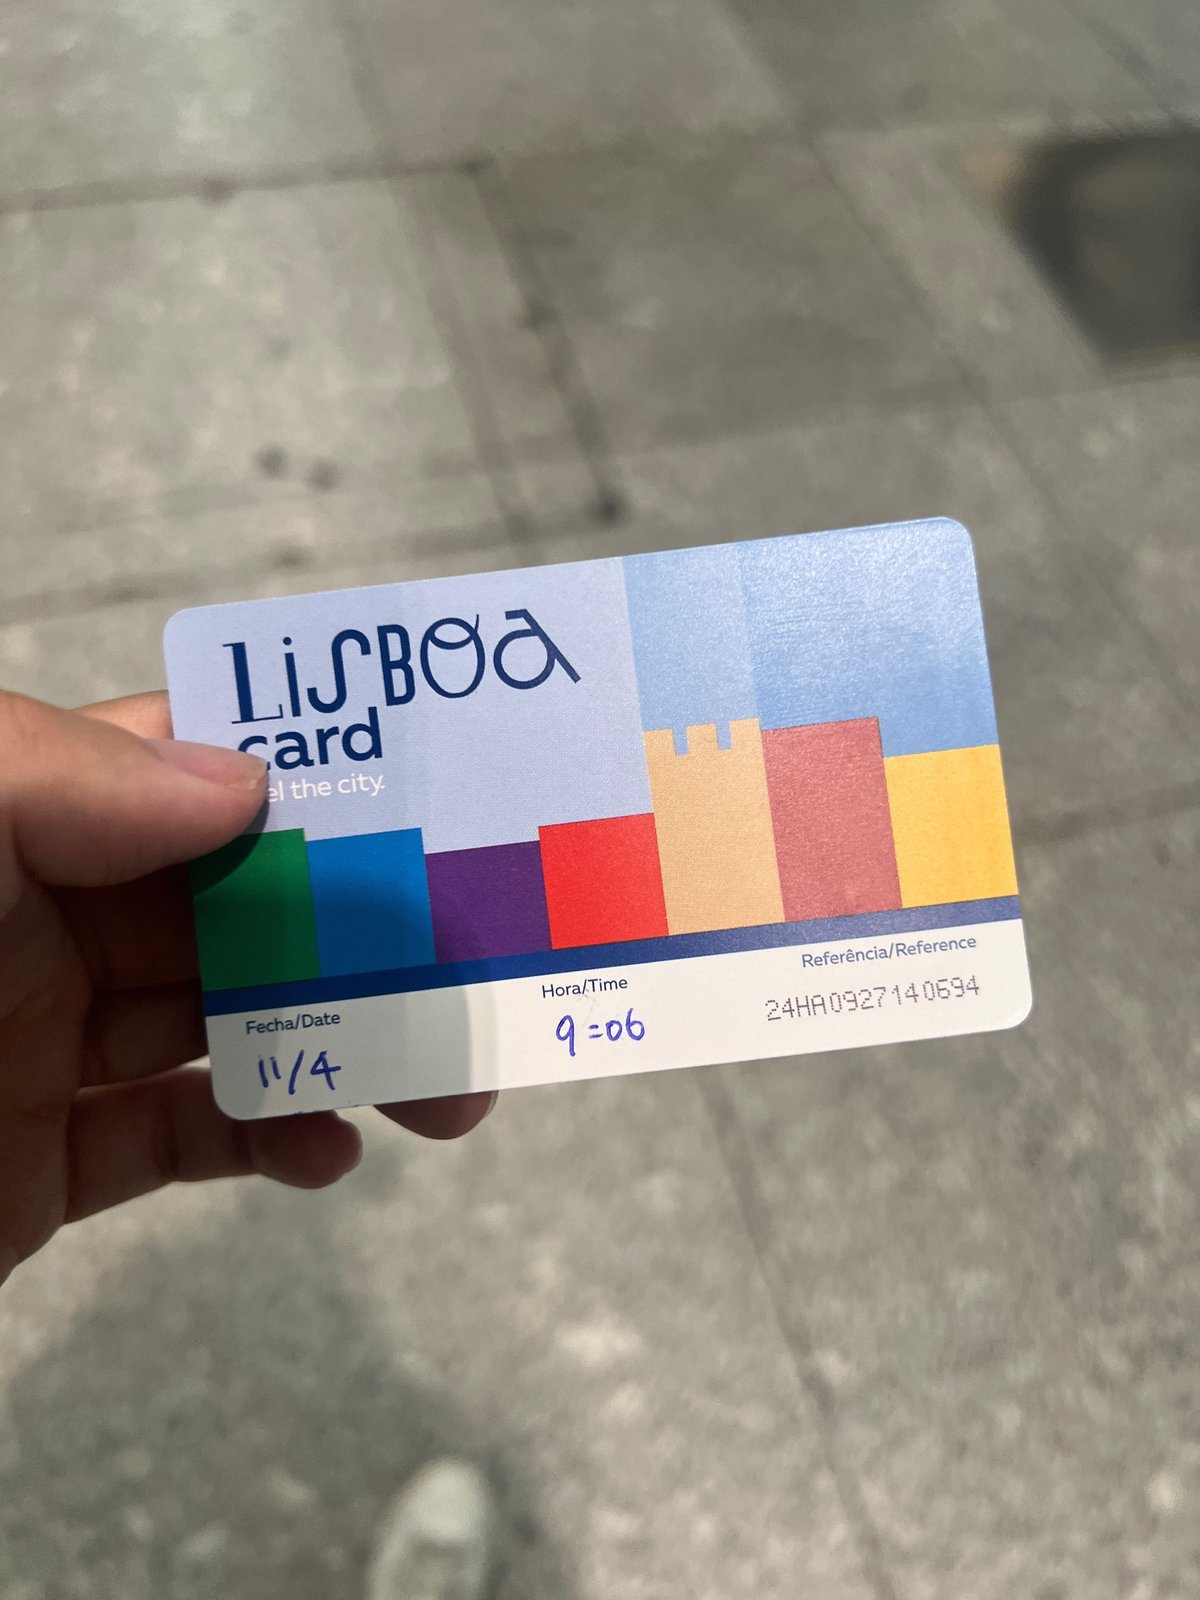 LiSBOa
card
el the city.
Fecha/Date
11/4
Hora/Time
9=06
Referência/Reference
24HA0927140694